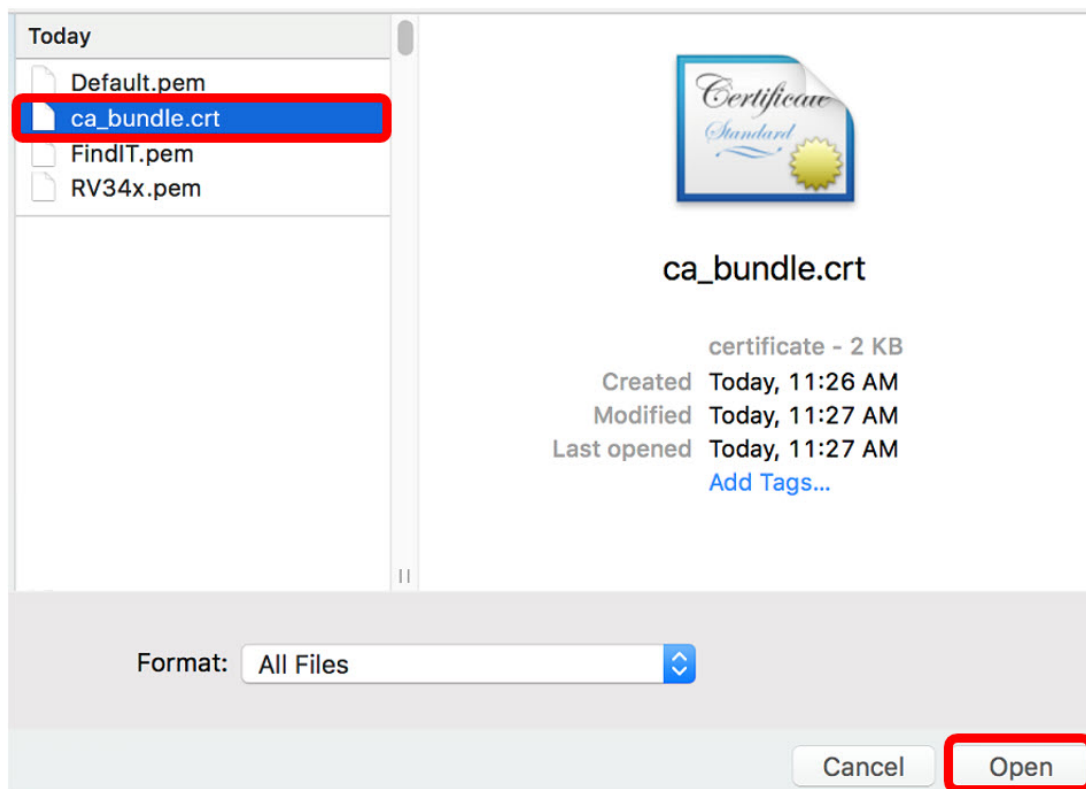 Today
Default.pem
ca_bundle.crt
FindIT.pem
RV34x.pem
Certificate
Standard
ca_bundle.crt
certificate - 2 KB
Created Today, 11:26 AM
Modified Today, 11:27 AM
Last opened Today, 11:27 AM
Add Tags...
Format: All Files
Cancel Open